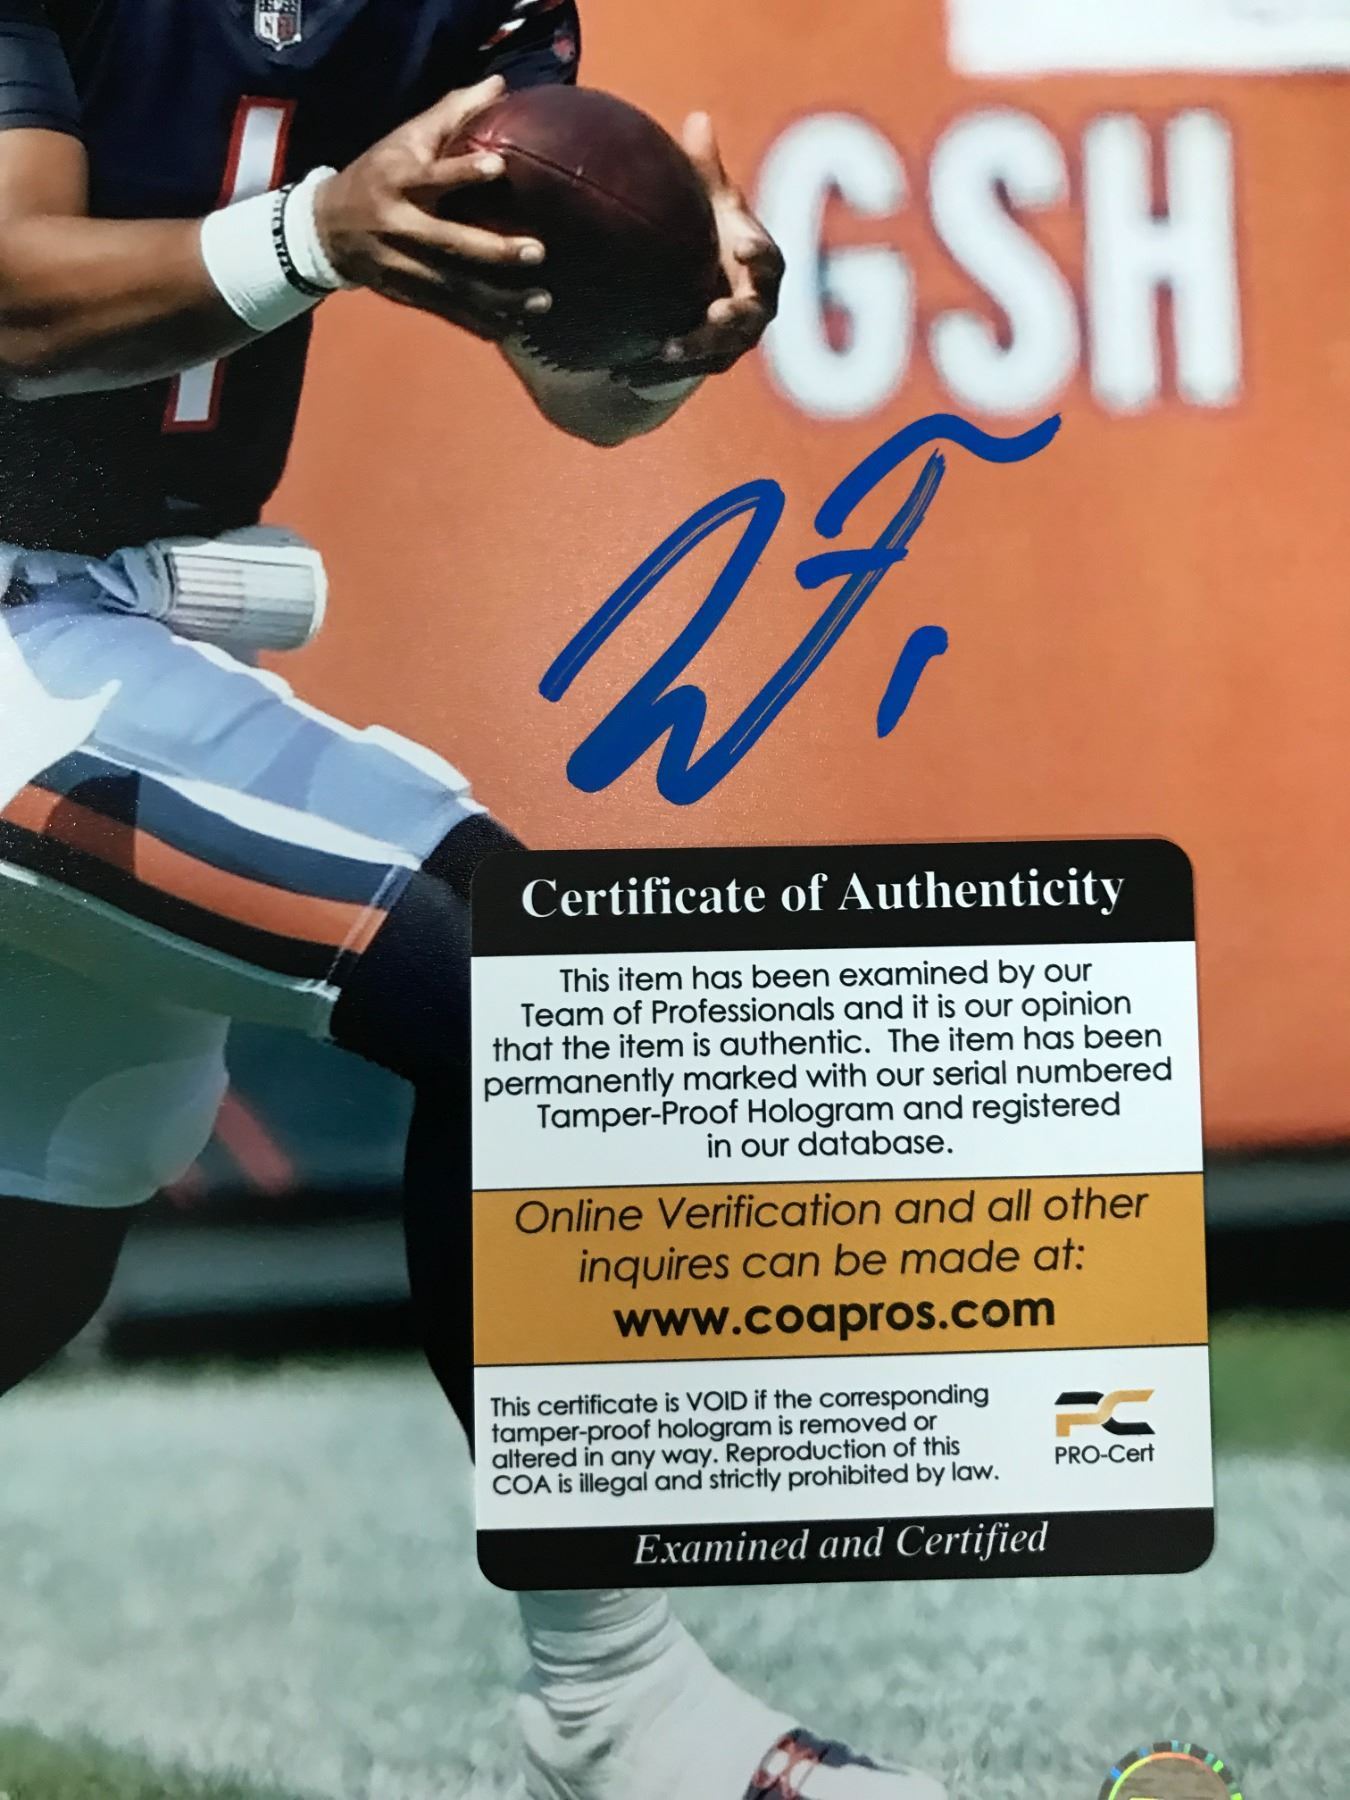 NFL
1
GSH
Certificate of Authenticity
This item has been examined by our
Team of Professionals and it is our opinion
that the item is authentic. The item has been
permanently marked with our serial numbered
Tamper-Proof Hologram and registered
in our database.
Online Verification and all other
inquires can be made at:
www.coapros.com
This certificate is VOID if the corresponding
tamper-proof hologram is removed or
altered in any way. Reproduction of this
COA is illegal and strictly prohibited by law.
PC
PRO-Cert
Examined and Certified